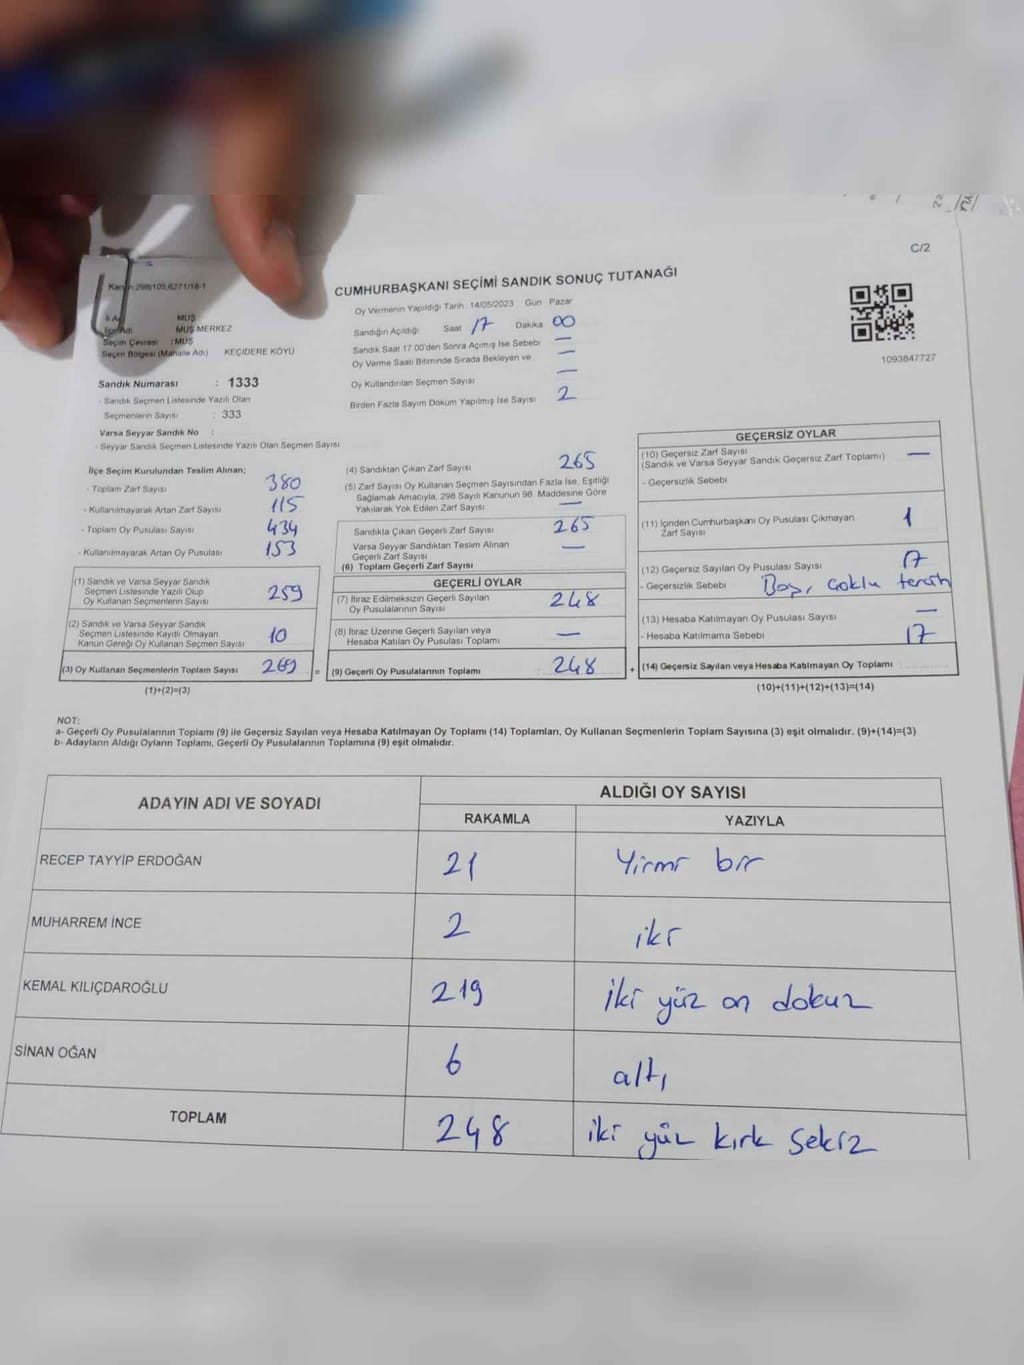 C/2
CUMHURBAŞKANI SEÇİMİ SANDIK SONUÇ TUTANAĞI
Oy Vermenin Yapıldığı Tarih 14/05/2023 Gün Pazar
Sandığın Açıldığı Saat 17 Dakika 00
Sandık Saat 17.00'den Sonra Açılmış İse Sebebi —
Oy Verme Saati Bitiminde Sırada Bekleyen ve —
Oy Kullandırılan Seçmen Sayısı —
Birden Fazla Sayım Döküm Yapılmış İse Sayısı 2
1093847727
298/105,6271/18-1
MUŞ
MUŞ MERKEZ
Seçim Çevresi : MUŞ
Seçim Bölgesi (Mahalle Adı) KEÇİDERE KÖYÜ
Sandık Numarası : 1333
- Sandık Seçmen Listesinde Yazılı Olan
Seçmenlerin Sayısı : 333
Varsa Seyyar Sandık No :
- Seyyar Sandık Seçmen Listesinde Yazılı Olan Seçmen Sayısı
İlçe Seçim Kurulundan Teslim Alınan;
- Toplam Zarf Sayısı 380
- Kullanılmayarak Artan Zarf Sayısı 115
- Toplam Oy Pusulası Sayısı 434
- Kullanılmayarak Artan Oy Pusulası 153
(1) Sandık ve Varsa Seyyar Sandık
Seçmen Listesinde Yazılı Olup
Oy Kullanan Seçmenlerin Sayısı 259
(2) Sandık ve Varsa Seyyar Sandık
Seçmen Listesinde Kayıtlı Olmayan
Kanun Gereği Oy Kullanan Seçmen Sayısı 10
(3) Oy Kullanan Seçmenlerin Toplam Sayısı 269 =
(1)+(2)=(3)
(4) Sandıktan Çıkan Zarf Sayısı 265
(5) Zarf Sayısı Oy Kullanan Seçmen Sayısından Fazla İse, Eşitliği
Sağlamak Amacıyla, 298 Sayılı Kanunun 98. Maddesine Göre
Yakılarak Yok Edilen Zarf Sayısı —
Sandıkta Çıkan Geçerli Zarf Sayısı 265
Varsa Seyyar Sandıktan Teslim Alınan
Geçerli Zarf Sayısı —
(6) Toplam Geçerli Zarf Sayısı
GEÇERLİ OYLAR
(7) İtiraz Edilmeksizin Geçerli Sayılan
Oy Pusulalarının Sayısı 248
(8) İtiraz Üzerine Geçerli Sayılan veya
Hesaba Katılan Oy Pusulası Toplamı —
(9) Geçerli Oy Pusulalarının Toplamı 248 +
GEÇERSİZ OYLAR
(10) Geçersiz Zarf Sayısı
(Sandık ve Varsa Seyyar Sandık Geçersiz Zarf Toplamı) —
- Geçersizlik Sebebi
(11) İçinden Cumhurbaşkanı Oy Pusulası Çıkmayan
Zarf Sayısı 1
(12) Geçersiz Sayılan Oy Pusulası Sayısı 17
- Geçersizlik Sebebi Boş, çoklu tercih
(13) Hesaba Katılmayan Oy Pusulası Sayısı —
- Hesaba Katılmama Sebebi 17
(14) Geçersiz Sayılan veya Hesaba Katılmayan Oy Toplamı
(10)+(11)+(12)+(13)=(14)
NOT:
a- Geçerli Oy Pusulalarının Toplamı (9) ile Geçersiz Sayılan veya Hesaba Katılmayan Oy Toplamı (14) Toplamları, Oy Kullanan Seçmenlerin Toplam Sayısına (3) eşit olmalıdır. (9)+(14)=(3)
b- Adayların Aldığı Oyların Toplamı, Geçerli Oy Pusulalarının Toplamına (9) eşit olmalıdır.
ADAYIN ADI VE SOYADI
ALDIĞI OY SAYISI
RAKAMLA YAZIYLA
RECEP TAYYİP ERDOĞAN 21 Yirmi bir
MUHARREM İNCE 2 iki
KEMAL KILIÇDAROĞLU 219 iki yüz on dokuz
SİNAN OĞAN 6 altı
TOPLAM 248 iki yüz kırk sekiz